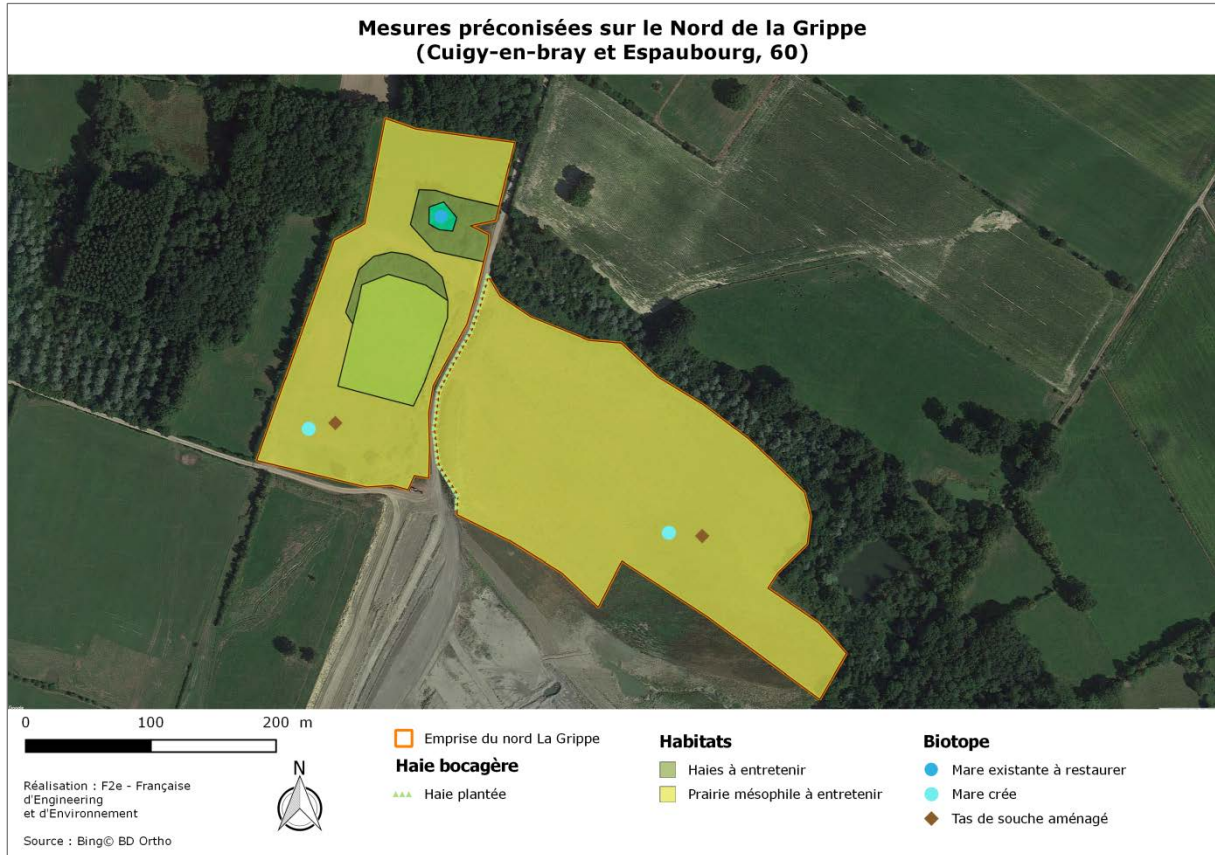 Mesures préconisées sur le Nord de la Grippe
(Cuigy-en-bray et Espaubourg, 60)
0 100 200 m
Réalisation : F2e - Française
d'Engineering
et d'Environnement
Source : Bing© BD Ortho
N
Emprise du nord La Grippe
Haie bocagère
Haie plantée
Habitats
Haies à entretenir
Prairie mésophile à entretenir
Biotope
Mare existante à restaurer
Mare crée
Tas de souche aménagé